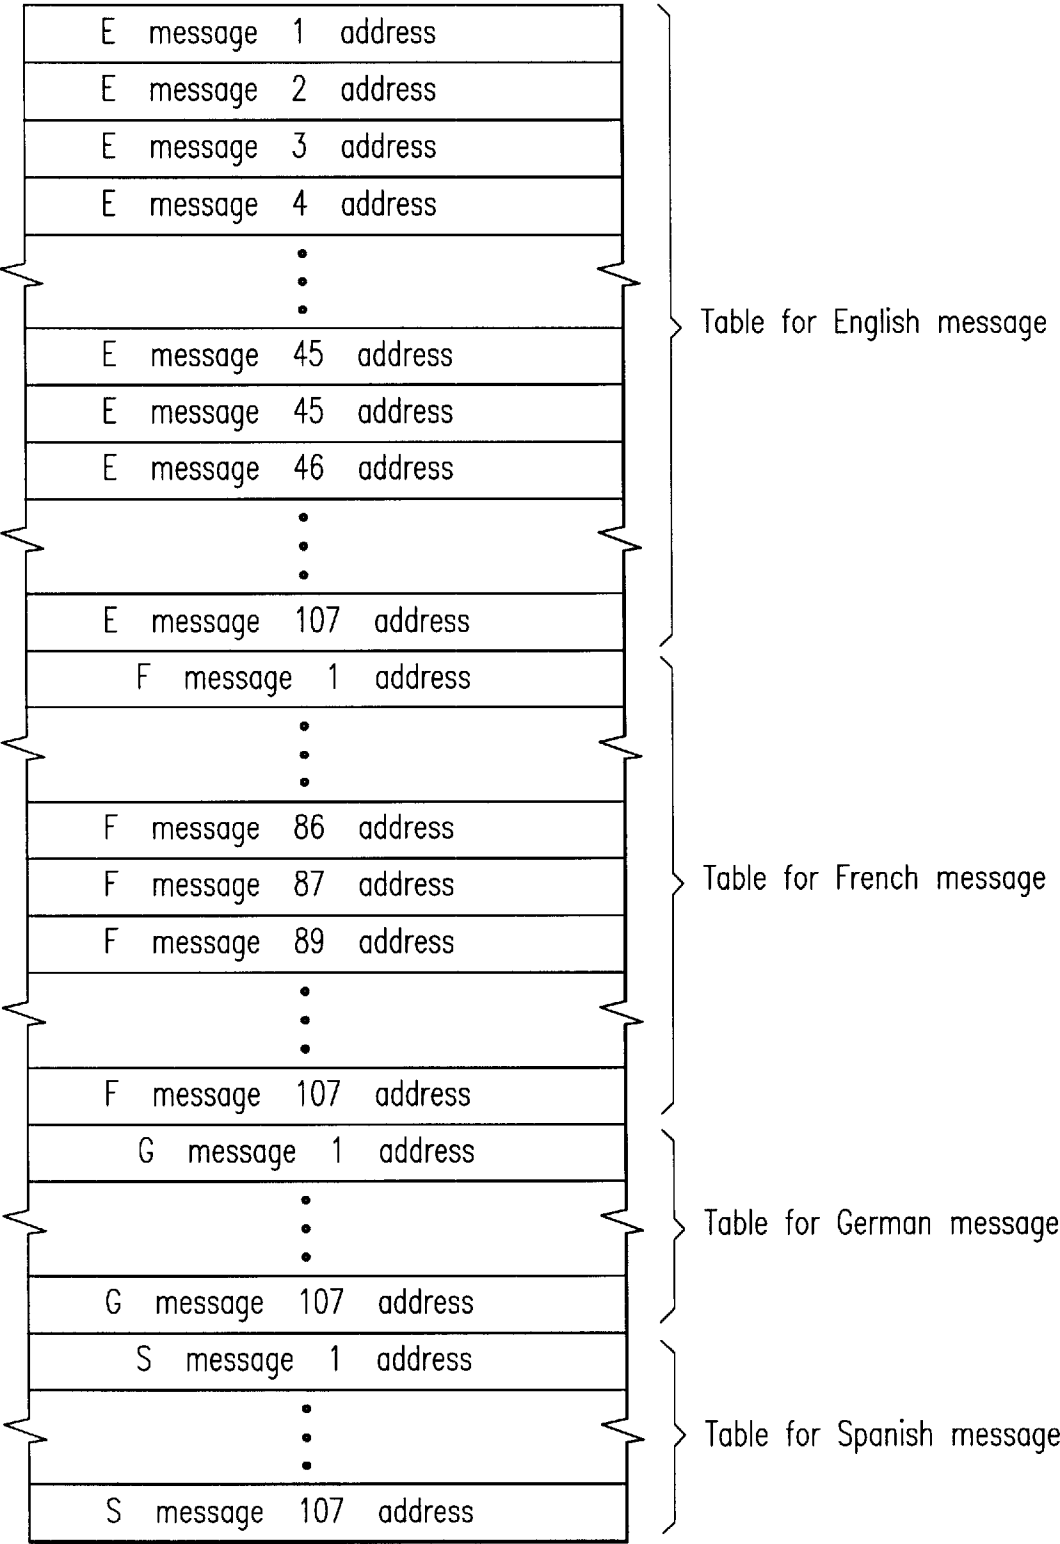 E message 1 address
E message 2 address
E message 3 address
E message 4 address
Table for English message
E message 45 address
E message 45 address
E message 46 address
E message 107 address
F message 1 address
F message 86 address
Table for French message
F message 87 address
F message 89 address
F message 107 address
G message 1 address
Table for German message
G message 107 address
S message 1 address
Table for Spanish message
S message 107 address